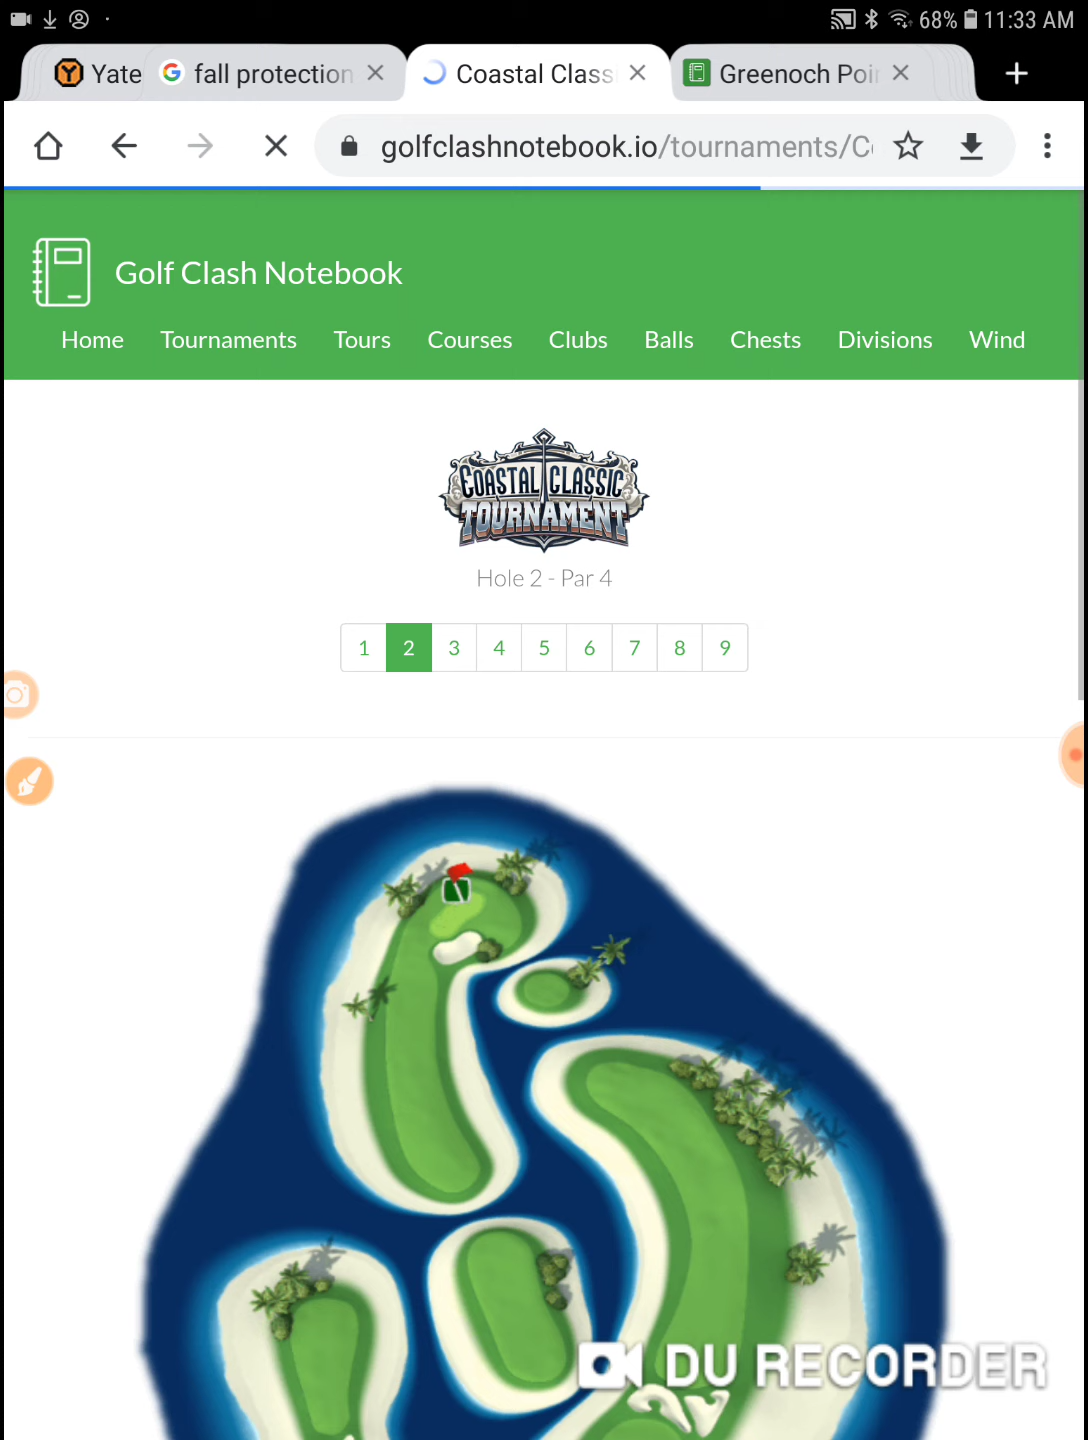 68% 11:33 AM
Yate fall protection Coastal Class Greenoch Poin
golfclashnotebook.io/tournaments/C
Golf Clash Notebook
Home Tournaments Tours Courses Clubs Balls Chests Divisions Wind
COASTAL CLASSIC
TOURNAMENT
Hole 2 - Par 4
1 2 3 4 5 6 7 8 9
DU RECORDER